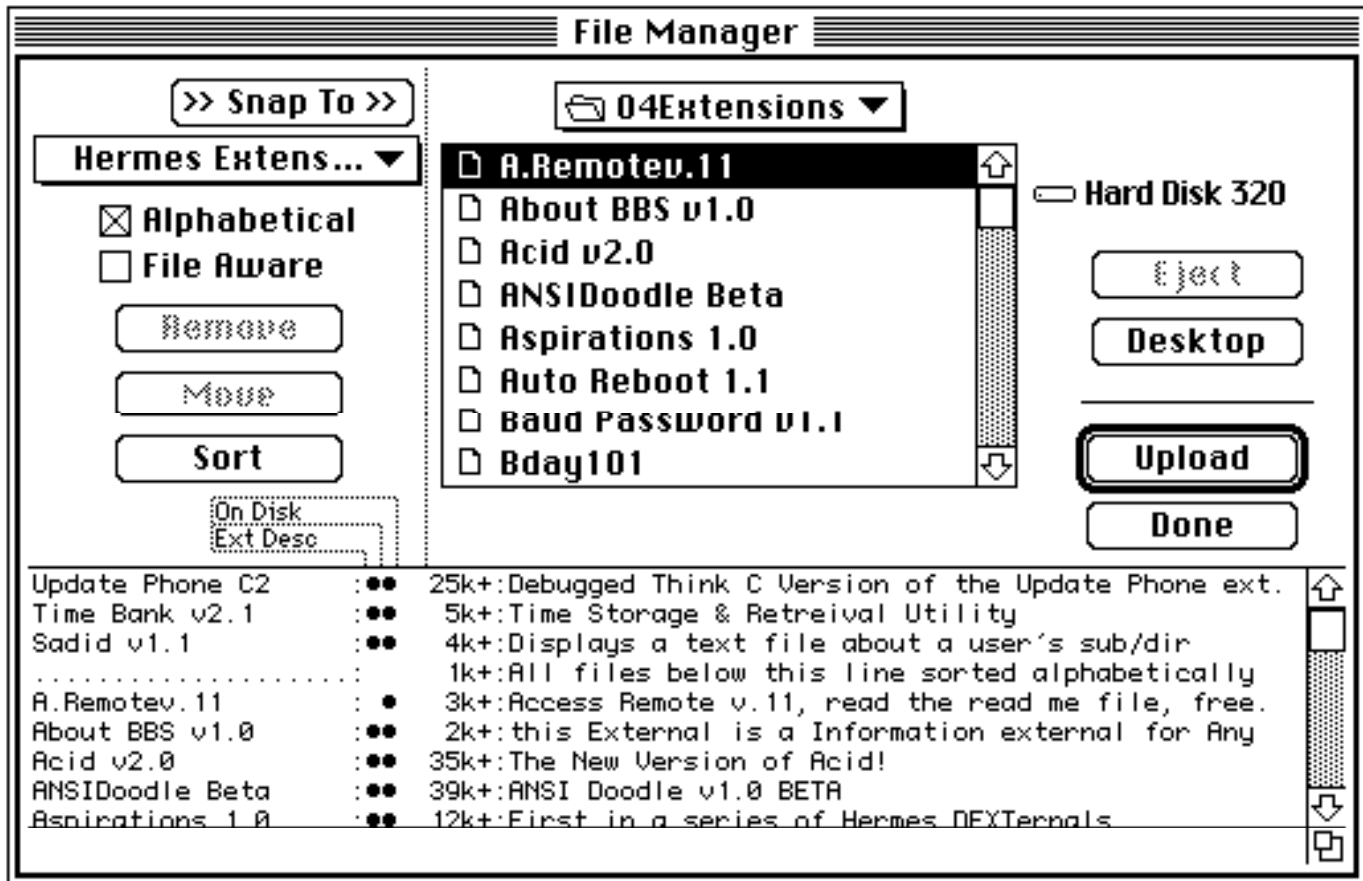 File Manager
>> Snap To >>
Hermes Extens...
Alphabetical
File Aware
Remove
Move
Sort
On Disk
Ext Desc
04Extensions
A.Remotev.11
About BBS v1.0
Acid v2.0
ANSIDoodle Beta
Aspirations 1.0
Auto Reboot 1.1
Baud Password v1.1
Bday101
Hard Disk 320
Eject
Desktop
Upload
Done
Update Phone C2 :●● 25k+:Debugged Think C Version of the Update Phone ext.
Time Bank v2.1 :●● 5k+:Time Storage & Retreival Utility
Sadid v1.1 :●● 4k+:Displays a text file about a user's sub/dir
.....................: 1k+:All files below this line sorted alphabetically
A.Remotev.11 : ● 3k+:Access Remote v.11, read the read me file, free.
About BBS v1.0 :●● 2k+:this External is a Information external for Any
Acid v2.0 :●● 35k+:The New Version of Acid!
ANSIDoodle Beta :●● 39k+:ANSI Doodle v1.0 BETA
Aspirations 1.0 :●● 12k+:First in a series of Hermes DEXTernals